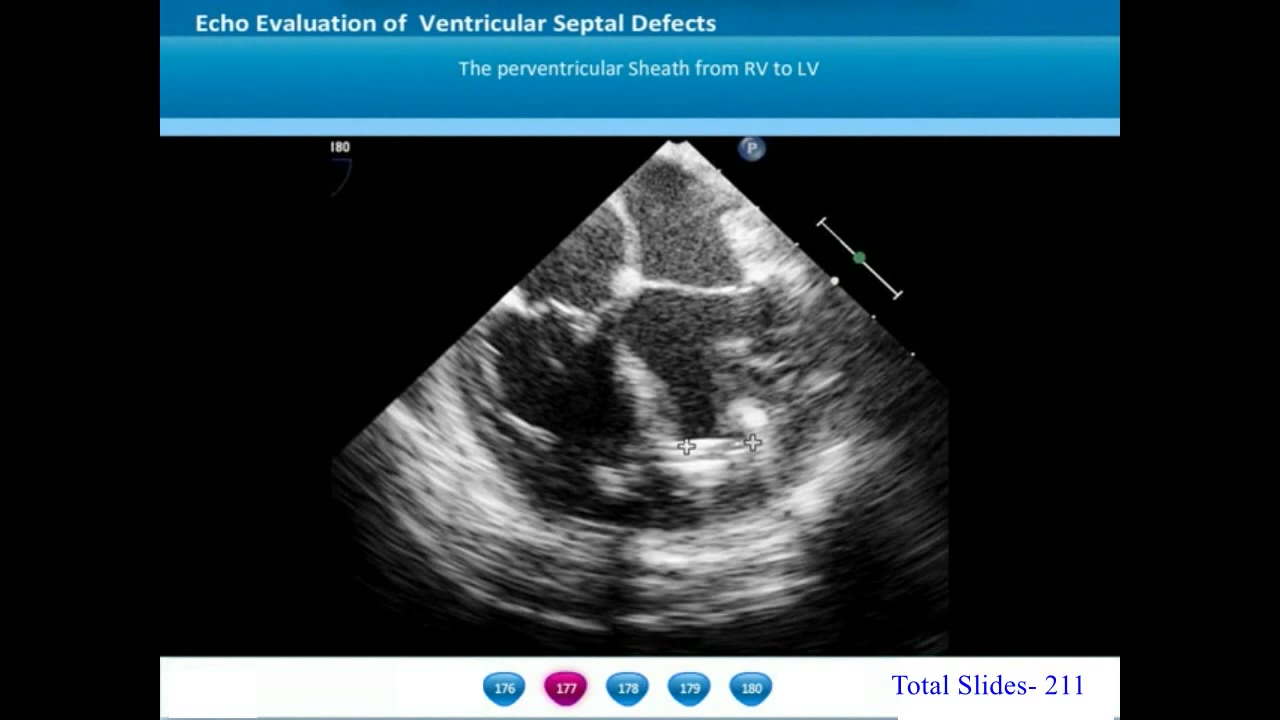 Echo Evaluation of Ventricular Septal Defects
The perventricular Sheath from RV to LV
180
P
176 177 178 179 180
Total Slides- 211